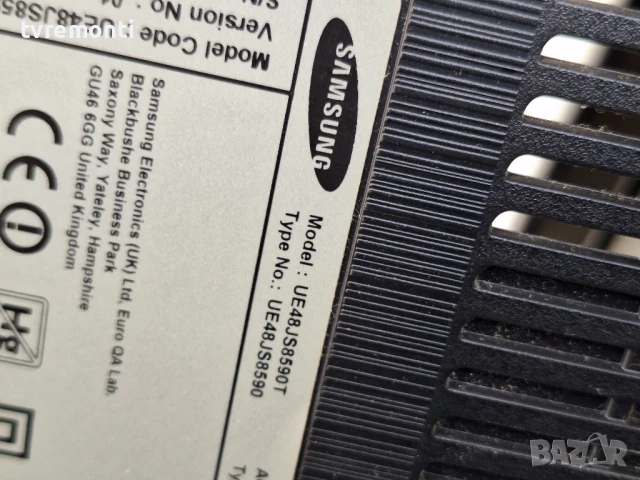 tvremonti
SAMSUNG
Model : UE48JS8590T
Type No.: UE48JS8590
Model Code
Version No
Samsung Electronics (UK) Ltd, Euro QA Lab.
Blackbushe Business Park
Saxony Way, Yateley, Hampshire
GU46 6GG United Kingdom
CE
BAZAR